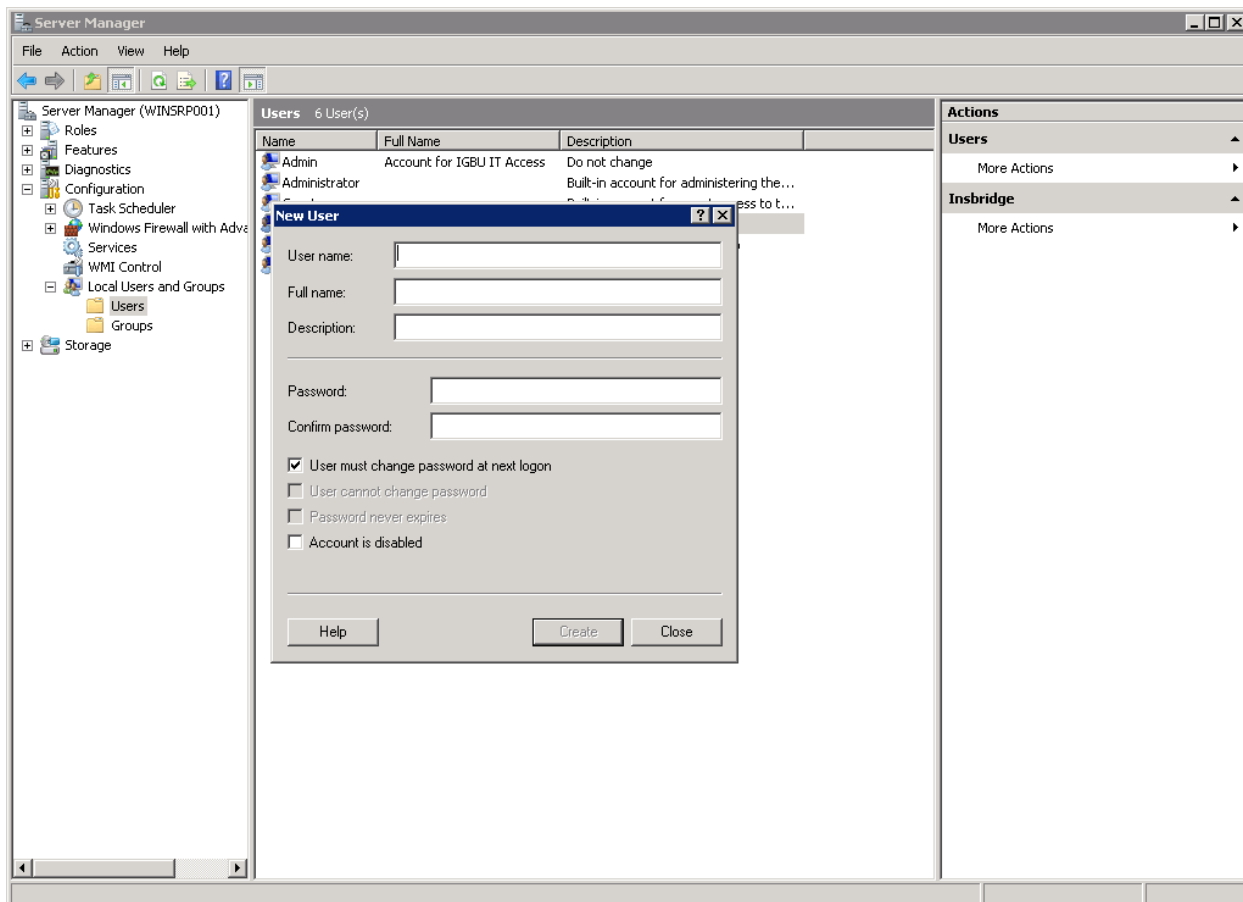 Server Manager
File Action View Help
Server Manager (WINSRP001)
Roles
Features
Diagnostics
Configuration
Task Scheduler
Windows Firewall with Adva
Services
WMI Control
Local Users and Groups
Users
Groups
Storage
Users 6 User(s)
Name Full Name Description
Admin Account for IGBU IT Access Do not change
Administrator Built-in account for administering the...
New User
User name:
Full name:
Description:
Password:
Confirm password:
User must change password at next logon
User cannot change password
Password never expires
Account is disabled
Help Create Close
Actions
Users
More Actions
Insbridge
More Actions